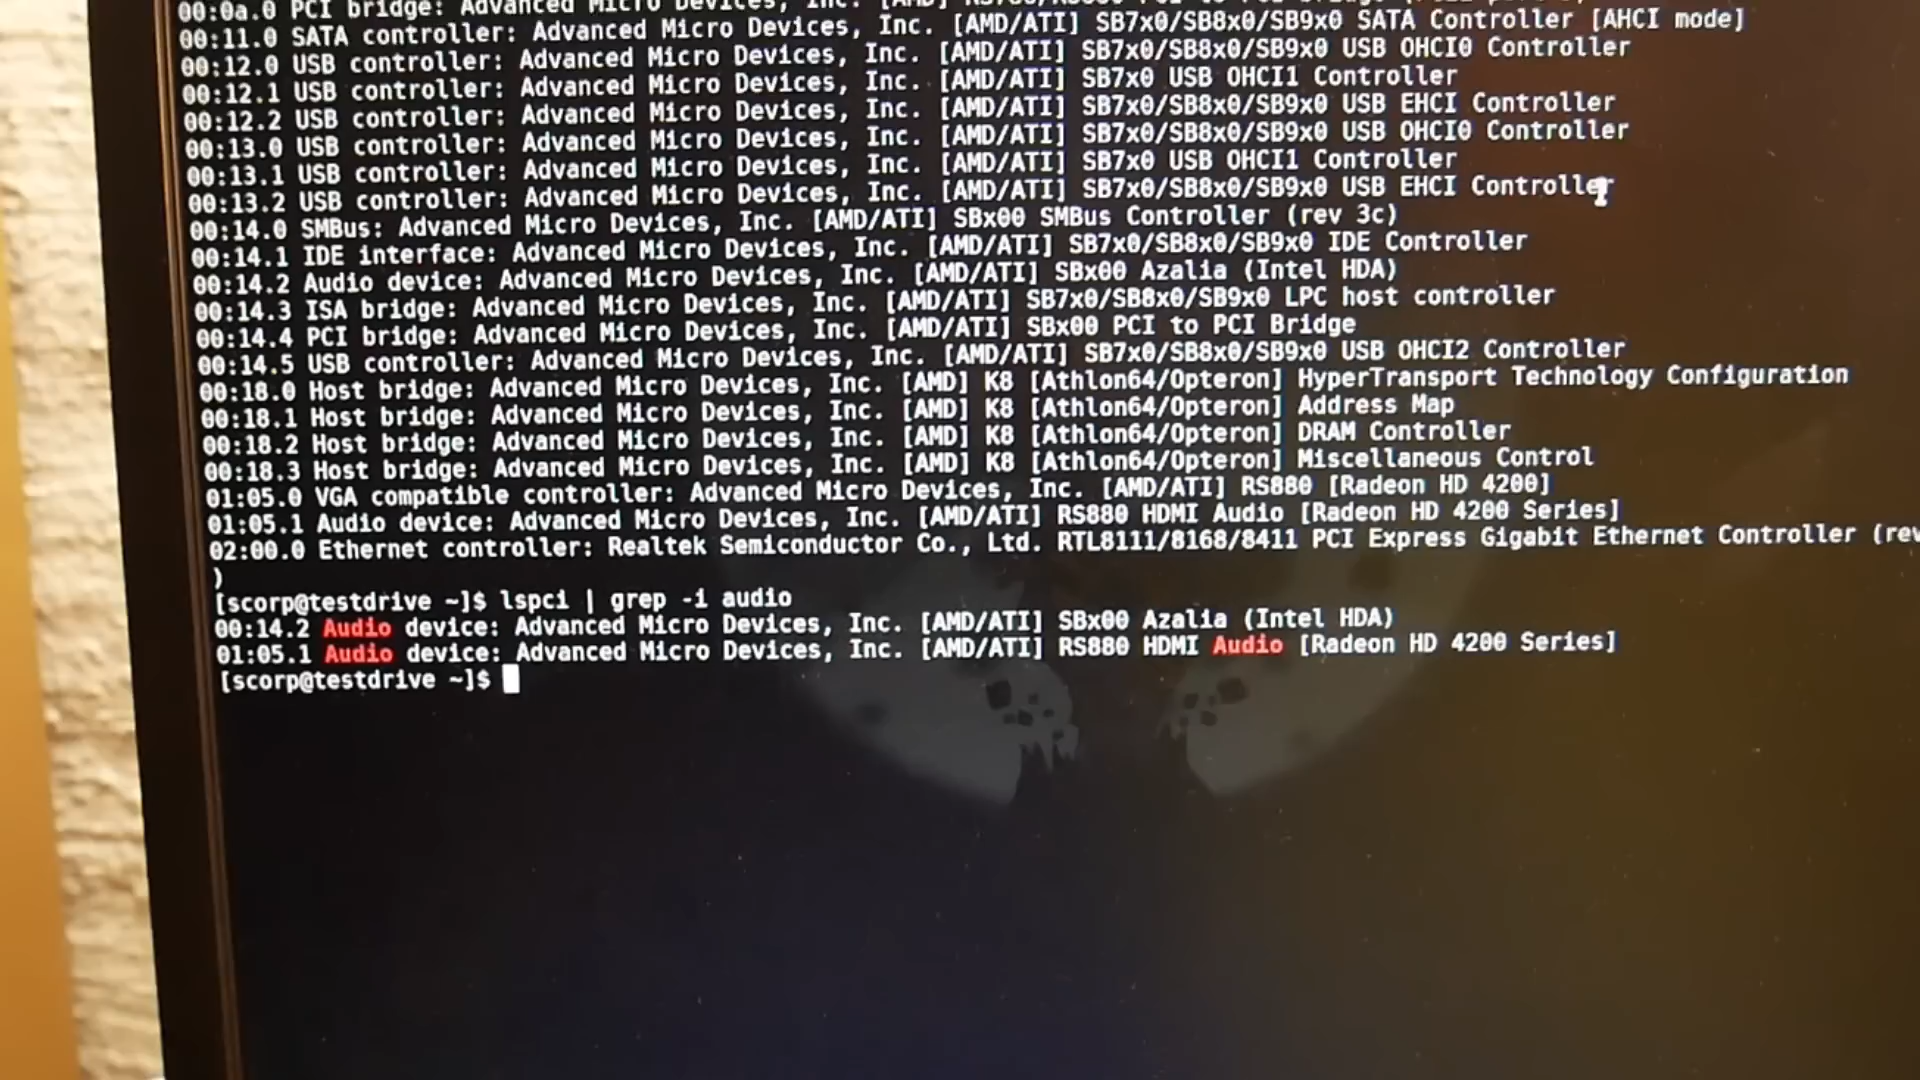 00:0a.0 PCI bridge: Advanced Micro Devices, Inc.
00:11.0 SATA controller: Advanced Micro Devices, Inc. [AMD/ATI] SB7x0/SB8x0/SB9x0 SATA Controller [AHCI mode]
00:12.0 USB controller: Advanced Micro Devices, Inc. [AMD/ATI] SB7x0/SB8x0/SB9x0 USB OHCI0 Controller
00:12.1 USB controller: Advanced Micro Devices, Inc. [AMD/ATI] SB7x0 USB OHCI1 Controller
00:12.2 USB controller: Advanced Micro Devices, Inc. [AMD/ATI] SB7x0/SB8x0/SB9x0 USB EHCI Controller
00:13.0 USB controller: Advanced Micro Devices, Inc. [AMD/ATI] SB7x0/SB8x0/SB9x0 USB OHCI0 Controller
00:13.1 USB controller: Advanced Micro Devices, Inc. [AMD/ATI] SB7x0 USB OHCI1 Controller
00:13.2 USB controller: Advanced Micro Devices, Inc. [AMD/ATI] SB7x0/SB8x0/SB9x0 USB EHCI Controller
00:14.0 SMBus: Advanced Micro Devices, Inc. [AMD/ATI] SBx00 SMBus Controller (rev 3c)
00:14.1 IDE interface: Advanced Micro Devices, Inc. [AMD/ATI] SB7x0/SB8x0/SB9x0 IDE Controller
00:14.2 Audio device: Advanced Micro Devices, Inc. [AMD/ATI] SBx00 Azalia (Intel HDA)
00:14.3 ISA bridge: Advanced Micro Devices, Inc. [AMD/ATI] SB7x0/SB8x0/SB9x0 LPC host controller
00:14.4 PCI bridge: Advanced Micro Devices, Inc. [AMD/ATI] SBx00 PCI to PCI Bridge
00:14.5 USB controller: Advanced Micro Devices, Inc. [AMD/ATI] SB7x0/SB8x0/SB9x0 USB OHCI2 Controller
00:18.0 Host bridge: Advanced Micro Devices, Inc. [AMD] K8 [Athlon64/Opteron] HyperTransport Technology Configuration
00:18.1 Host bridge: Advanced Micro Devices, Inc. [AMD] K8 [Athlon64/Opteron] Address Map
00:18.2 Host bridge: Advanced Micro Devices, Inc. [AMD] K8 [Athlon64/Opteron] DRAM Controller
00:18.3 Host bridge: Advanced Micro Devices, Inc. [AMD] K8 [Athlon64/Opteron] Miscellaneous Control
01:05.0 VGA compatible controller: Advanced Micro Devices, Inc. [AMD/ATI] RS880 [Radeon HD 4200]
01:05.1 Audio device: Advanced Micro Devices, Inc. [AMD/ATI] RS880 HDMI Audio [Radeon HD 4200 Series]
02:00.0 Ethernet controller: Realtek Semiconductor Co., Ltd. RTL8111/8168/8411 PCI Express Gigabit Ethernet Controller (rev
)
[scorp@testdrive ~]$ lspci | grep -i audio
00:14.2 Audio device: Advanced Micro Devices, Inc. [AMD/ATI] SBx00 Azalia (Intel HDA)
01:05.1 Audio device: Advanced Micro Devices, Inc. [AMD/ATI] RS880 HDMI Audio [Radeon HD 4200 Series]
[scorp@testdrive ~]$